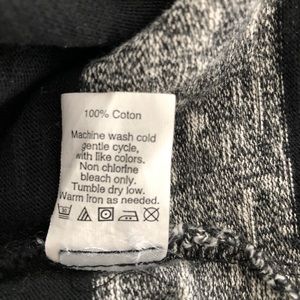 100% Coton
Machine wash cold
gentle cycle,
with like colors.
Non chlorine
bleach only.
Tumble dry low.
Warm iron as needed.